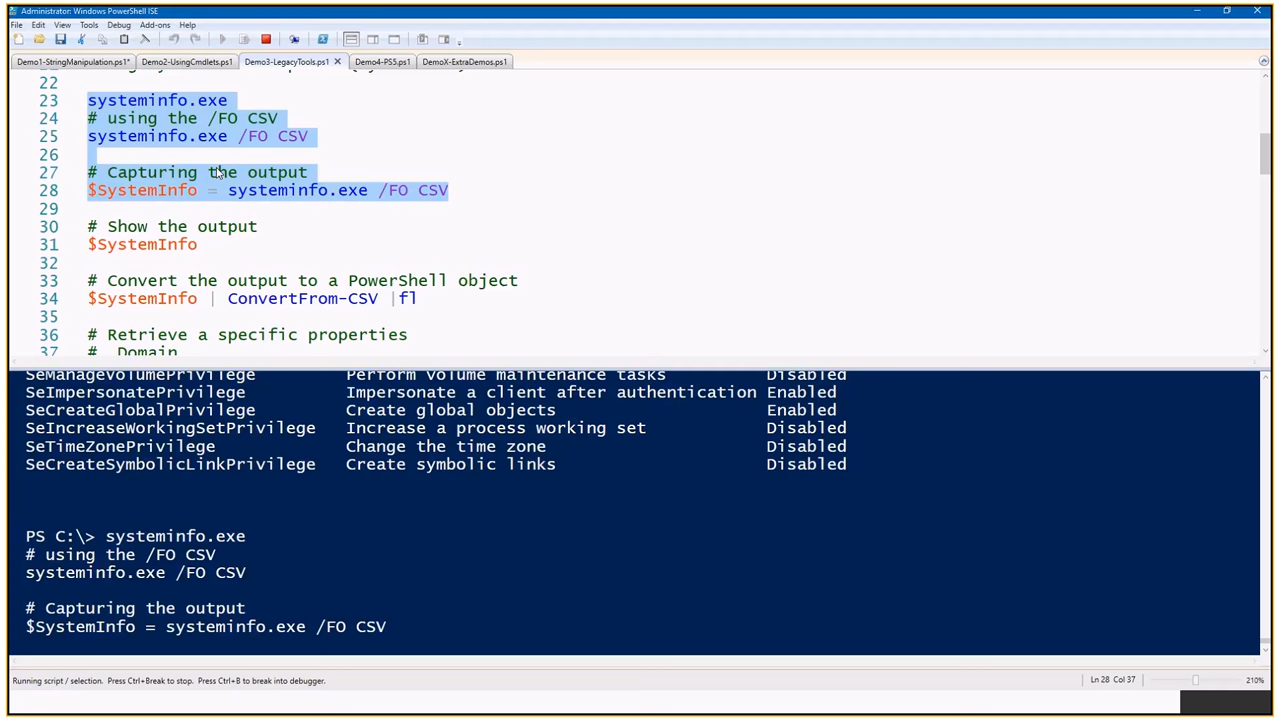 Administrator: Windows PowerShell ISE
File Edit View Tools Debug Add-ons Help
Demo1-StringManipulation.ps1* Demo2-UsingCmdlets.ps1 Demo3-LegacyTools.ps1 Demo4-PS5.ps1 DemoX-ExtraDemos.ps1
22
23 systeminfo.exe
24 # using the /FO CSV
25 systeminfo.exe /FO CSV
26
27 # Capturing the output
28 $SystemInfo = systeminfo.exe /FO CSV
29
30 # Show the output
31 $SystemInfo
32
33 # Convert the output to a PowerShell object
34 $SystemInfo | ConvertFrom-CSV |fl
35
36 # Retrieve a specific properties
37 # Domain
SeManageVolumePrivilege Perform volume maintenance tasks Disabled
SeImpersonatePrivilege Impersonate a client after authentication Enabled
SeCreateGlobalPrivilege Create global objects Enabled
SeIncreaseWorkingSetPrivilege Increase a process working set Disabled
SeTimeZonePrivilege Change the time zone Disabled
SeCreateSymbolicLinkPrivilege Create symbolic links Disabled
PS C:\> systeminfo.exe
# using the /FO CSV
systeminfo.exe /FO CSV
# Capturing the output
$SystemInfo = systeminfo.exe /FO CSV
Running script / selection. Press Ctrl+Break to stop. Press Ctrl+B to break into debugger. Ln 28 Col 37 210%